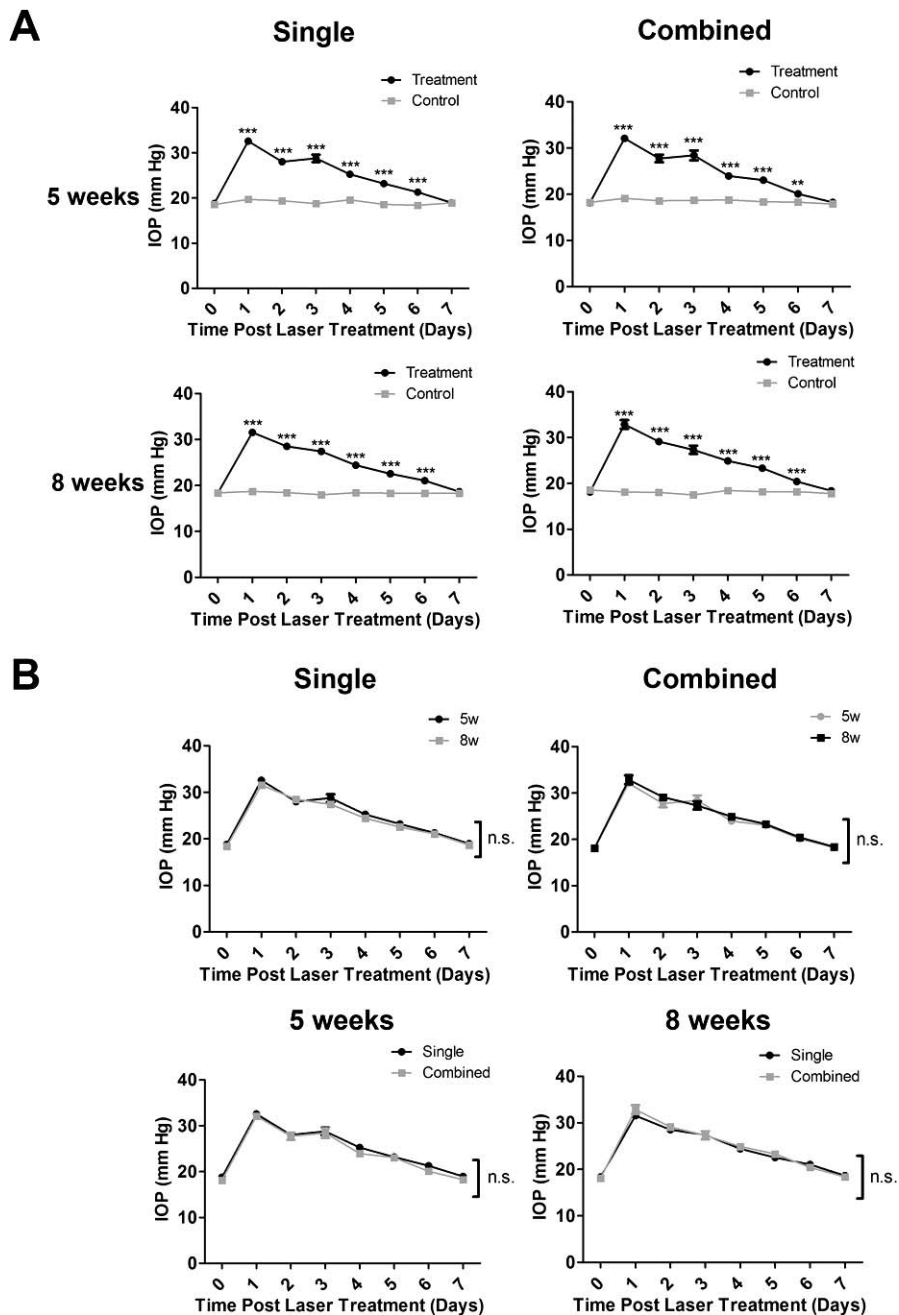 A
Single
Combined
Treatment
Control
Treatment
Control
5 weeks
IOP (mm Hg)
40
30
20
10
0
*** *** *** *** *** ***
0 1 2 3 4 5 6 7
Time Post Laser Treatment (Days)
IOP (mm Hg)
40
30
20
10
0
*** *** *** *** *** **
0 1 2 3 4 5 6 7
Time Post Laser Treatment (Days)
Treatment
Control
Treatment
Control
8 weeks
IOP (mm Hg)
40
30
20
10
0
*** *** *** *** *** ***
0 1 2 3 4 5 6 7
Time Post Laser Treatment (Days)
IOP (mm Hg)
40
30
20
10
0
*** *** *** *** *** ***
0 1 2 3 4 5 6 7
Time Post Laser Treatment (Days)
B
Single
Combined
5w
8w
5w
8w
IOP (mm Hg)
40
30
20
10
0
n.s.
0 1 2 3 4 5 6 7
Time Post Laser Treatment (Days)
IOP (mm Hg)
40
30
20
10
0
n.s.
0 1 2 3 4 5 6 7
Time Post Laser Treatment (Days)
5 weeks
8 weeks
Single
Combined
Single
Combined
IOP (mm Hg)
40
30
20
10
0
n.s.
0 1 2 3 4 5 6 7
Time Post Laser Treatment (Days)
IOP (mm Hg)
40
30
20
10
0
n.s.
0 1 2 3 4 5 6 7
Time Post Laser Treatment (Days)